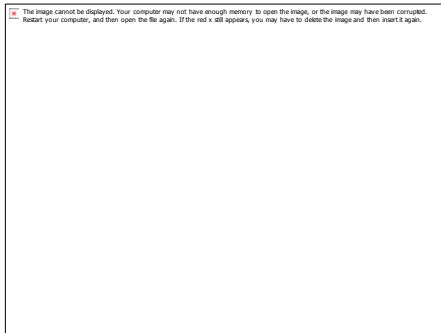 The image cannot be displayed. Your computer may not have enough memory to open the image, or the image may have been corrupted.
Restart your computer, and then open the file again. If the red x still appears, you may have to delete the image and then insert it again.